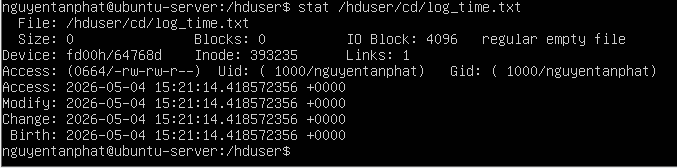 nguyentanphat@ubuntu-server:/hduser$ stat /hduser/cd/log_time.txt
  File: /hduser/cd/log_time.txt
  Size: 0               Blocks: 0          IO Block: 4096   regular empty file
Device: fd00h/64768d    Inode: 393235      Links: 1
Access: (0664/-rw-rw-r--)  Uid: ( 1000/nguyentanphat)   Gid: ( 1000/nguyentanphat)
Access: 2026-05-04 15:21:14.418572356 +0000
Modify: 2026-05-04 15:21:14.418572356 +0000
Change: 2026-05-04 15:21:14.418572356 +0000
 Birth: 2026-05-04 15:21:14.418572356 +0000
nguyentanphat@ubuntu-server:/hduser$